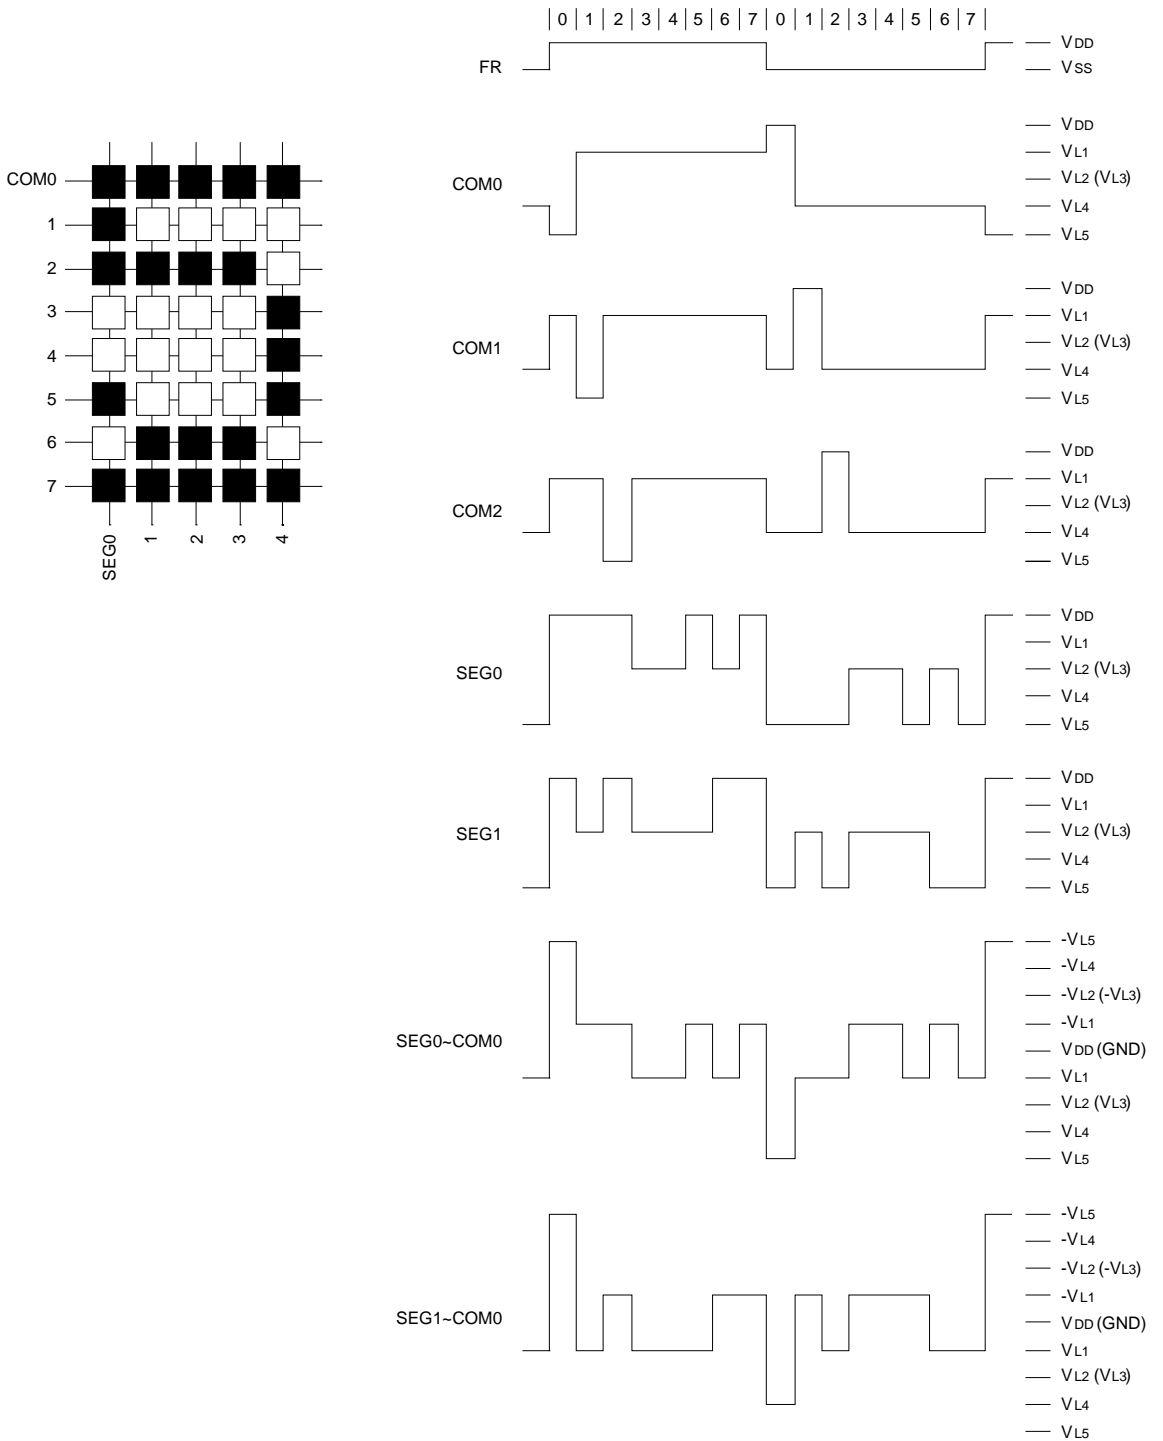 0 1 2 3 4 5 6 7 0 1 2 3 4 5 6 7
FR
VDD
VSS
COM0
1
2
3
4
5
6
7
SEG0
1
2
3
4
COM0
VDD
VL1
VL2 (VL3)
VL4
VL5
COM1
VDD
VL1
VL2 (VL3)
VL4
VL5
COM2
VDD
VL1
VL2 (VL3)
VL4
VL5
SEG0
VDD
VL1
VL2 (VL3)
VL4
VL5
SEG1
VDD
VL1
VL2 (VL3)
VL4
VL5
SEG0~COM0
-VL5
-VL4
-VL2 (-VL3)
-VL1
VDD (GND)
VL1
VL2 (VL3)
VL4
VL5
SEG1~COM0
-VL5
-VL4
-VL2 (-VL3)
-VL1
VDD (GND)
VL1
VL2 (VL3)
VL4
VL5